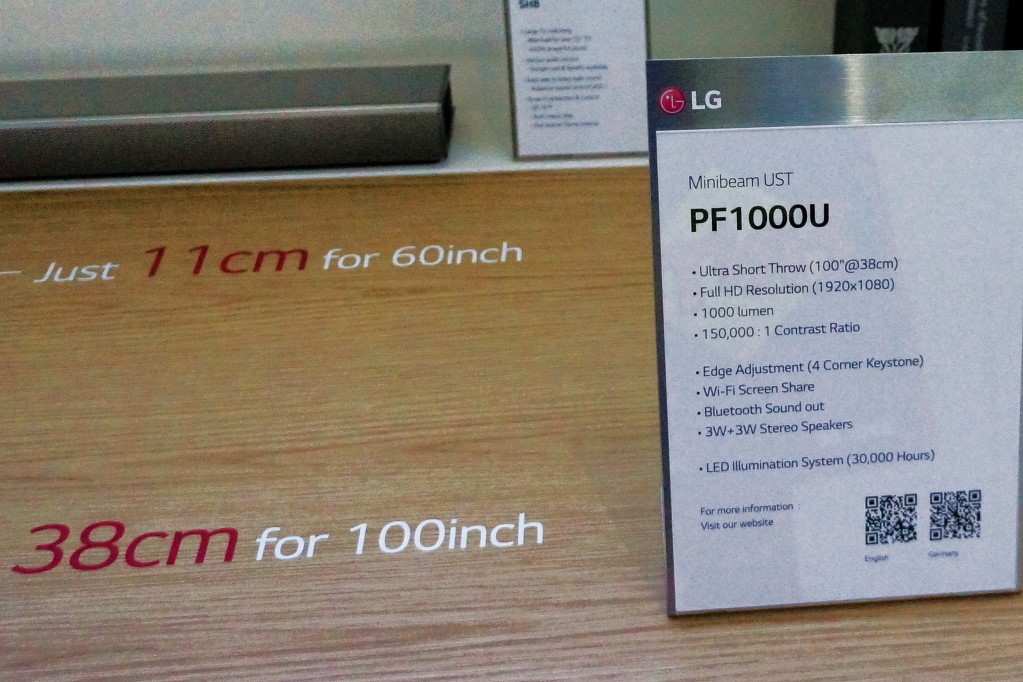 SH8
LG
Minibeam UST
PF1000U
• Ultra Short Throw (100"@38cm)
• Full HD Resolution (1920x1080)
• 1000 lumen
• 150,000 : 1 Contrast Ratio
• Edge Adjustment (4 Corner Keystone)
• Wi-Fi Screen Share
• Bluetooth Sound out
• 3W+3W Stereo Speakers
• LED Illumination System (30,000 Hours)
For more information :
Visit our website
English
Germany
Just 11cm for 60inch
38cm for 100inch